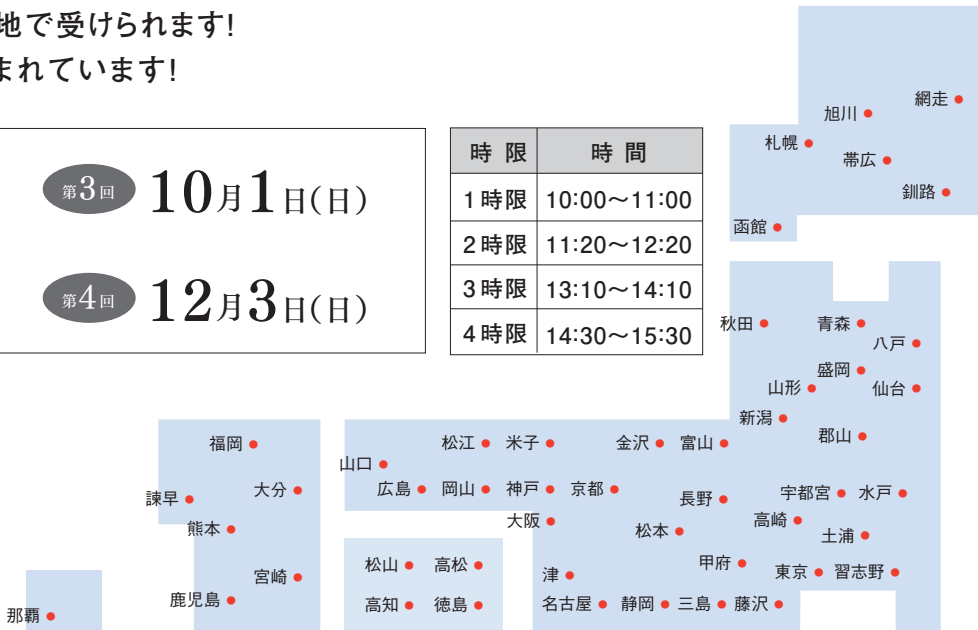 地で受けられます!
まれています!
第3回 10月1日(日)
第4回 12月3日(日)
時 限 時 間
1時限 10:00〜11:00
2時限 11:20〜12:20
3時限 13:10〜14:10
4時限 14:30〜15:30
網走
旭川
札幌
帯広
釧路
函館
秋田 青森
八戸
盛岡
山形 仙台
新潟
郡山
福岡
松江 米子 金沢 富山
山口
諫早
大分
広島 岡山 神戸 京都
長野
宇都宮 水戸
熊本
大阪
松本
高崎
土浦
宮崎
鹿児島
松山 高松
高知 徳島
津
甲府
東京 習志野
名古屋 静岡 三島 藤沢
那覇